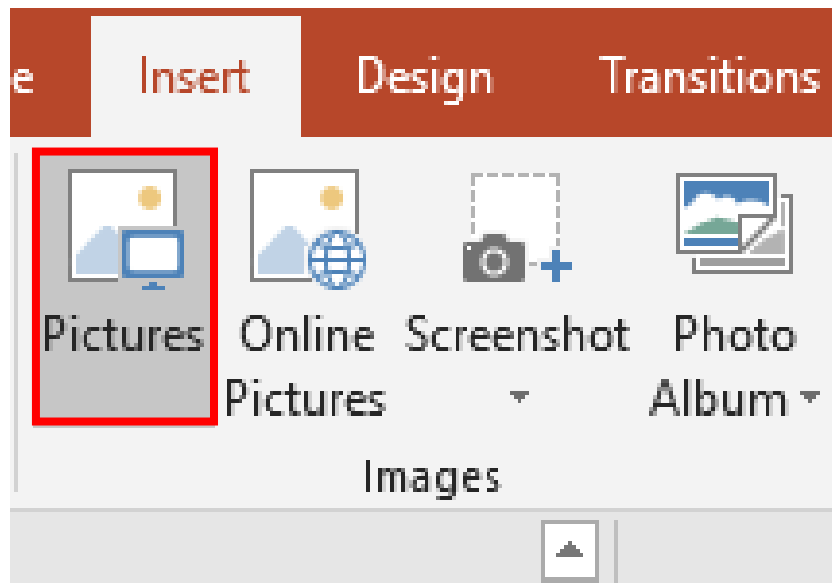 e Insert Design Transitions
Pictures Online Pictures Screenshot Photo Album
Images